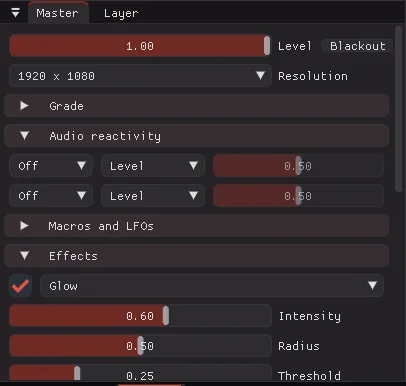 Master Layer
1.00 Level Blackout
1920 x 1080 Resolution
Grade
Audio reactivity
Off Level 0.50
Off Level 0.50
Macros and LFOs
Effects
Glow
0.60 Intensity
0.50 Radius
0.25 Threshold